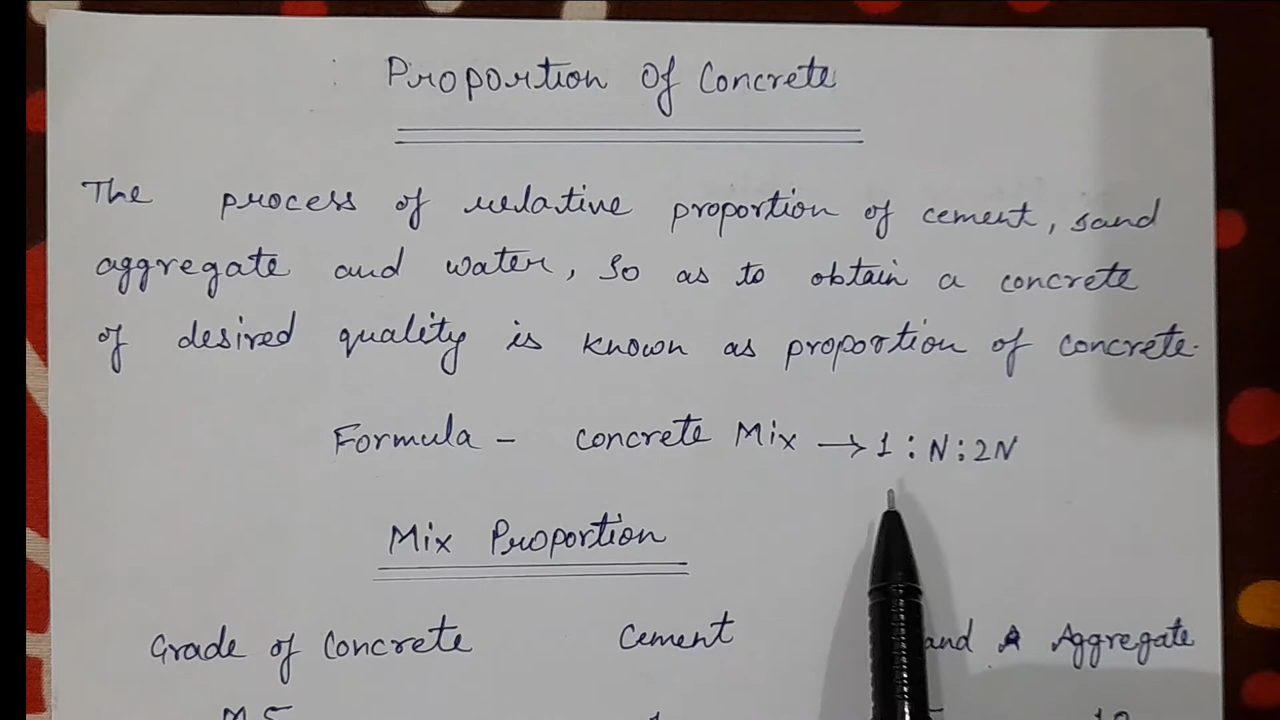 Proportion Of Concrete
The process of relative proportion of cement, sand
aggregate and water, so as to obtain a concrete
of desired quality is known as proportion of concrete.
Formula - concrete Mix → 1 : N : 2N
Mix Proportion
Grade of Concrete Cement and Aggregate